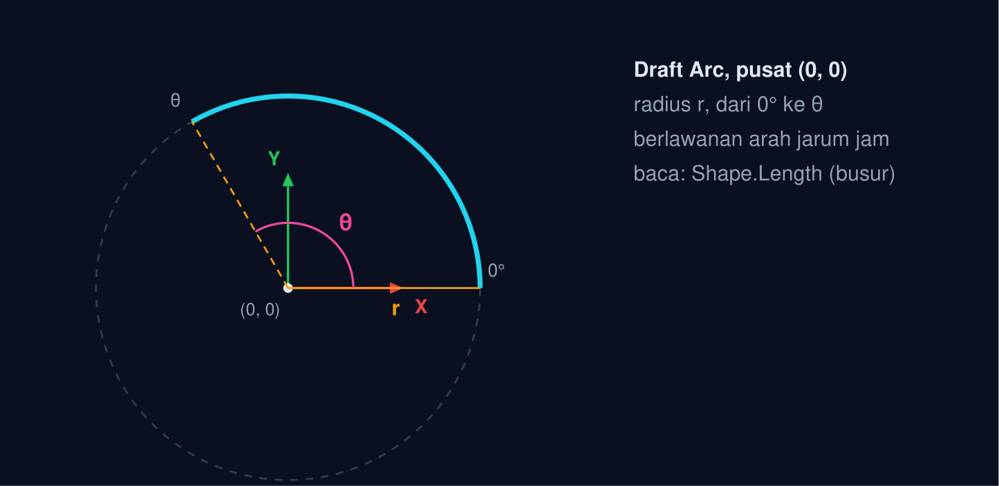 Draft Arc, pusat (0, 0)
radius r, dari 0° ke θ
berlawanan arah jarum jam
baca: Shape.Length (busur)
θ
Y
θ
0°
(0, 0)
r
X